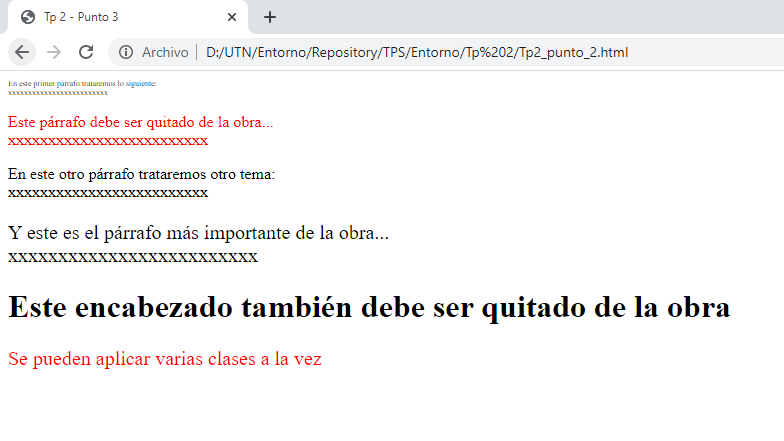 Tp 2 - Punto 3
Archivo | D:/UTN/Entorno/Repository/TPS/Entorno/Tp%202/Tp2_punto_2.html
En este primer párrafo trataremos lo siguiente:
xxxxxxxxxxxxxxxxxxxxxxxxx
Este párrafo debe ser quitado de la obra...
xxxxxxxxxxxxxxxxxxxxxxxxx
En este otro párrafo trataremos otro tema:
xxxxxxxxxxxxxxxxxxxxxxxxx
Y este es el párrafo más importante de la obra...
xxxxxxxxxxxxxxxxxxxxxxxxx
Este encabezado también debe ser quitado de la obra
Se pueden aplicar varias clases a la vez